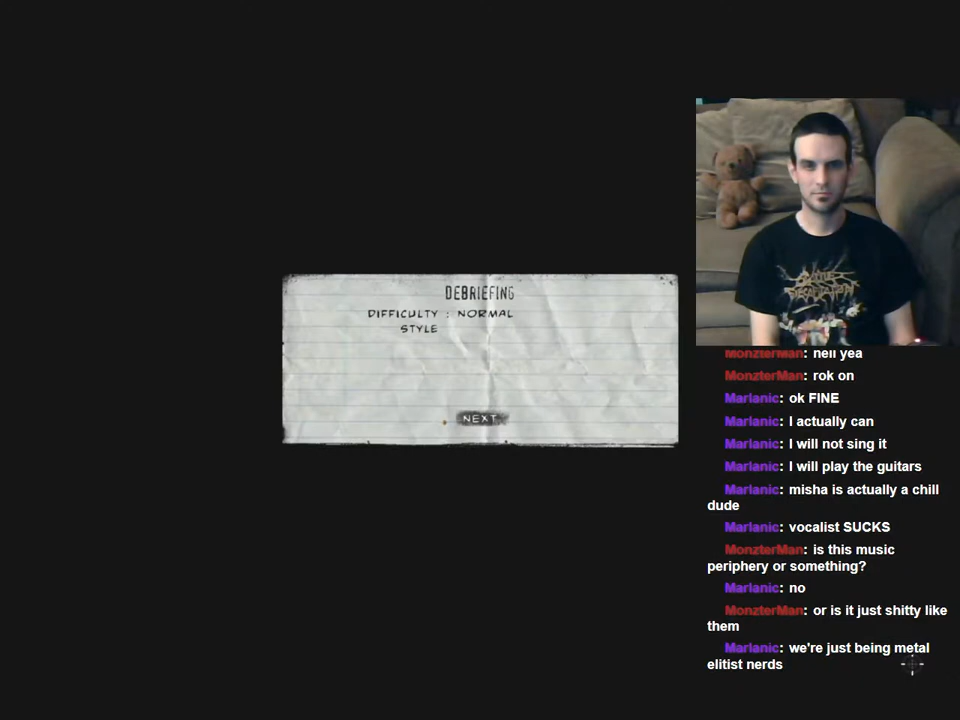 DEBRIEFING
DIFFICULTY : NORMAL
STYLE
NEXT
MonzterMan: hell yea
MonzterMan: rok on
Marlanic: ok FINE
Marlanic: I actually can
Marlanic: I will not sing it
Marlanic: I will play the guitars
Marlanic: misha is actually a chill
dude
Marlanic: vocalist SUCKS
MonzterMan: is this music
periphery or something?
Marlanic: no
MonzterMan: or is it just shitty like
them
Marlanic: we're just being metal
elitist nerds